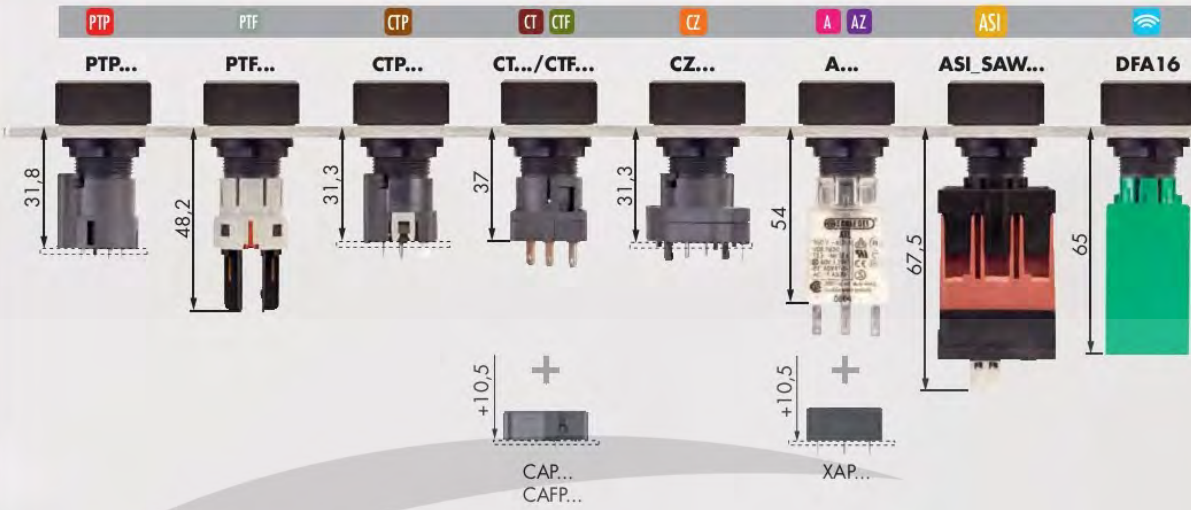 PTP PTF CTP CT CTF CZ A AZ ASI
PTP... PTF... CTP... CT.../CTF... CZ... A... ASI_SAW... DFA16
31,8
48,2
31,3
37
31,3
54
67,5
65
+10,5
+
+10,5
+
CAP...
CAFP...
XAP...